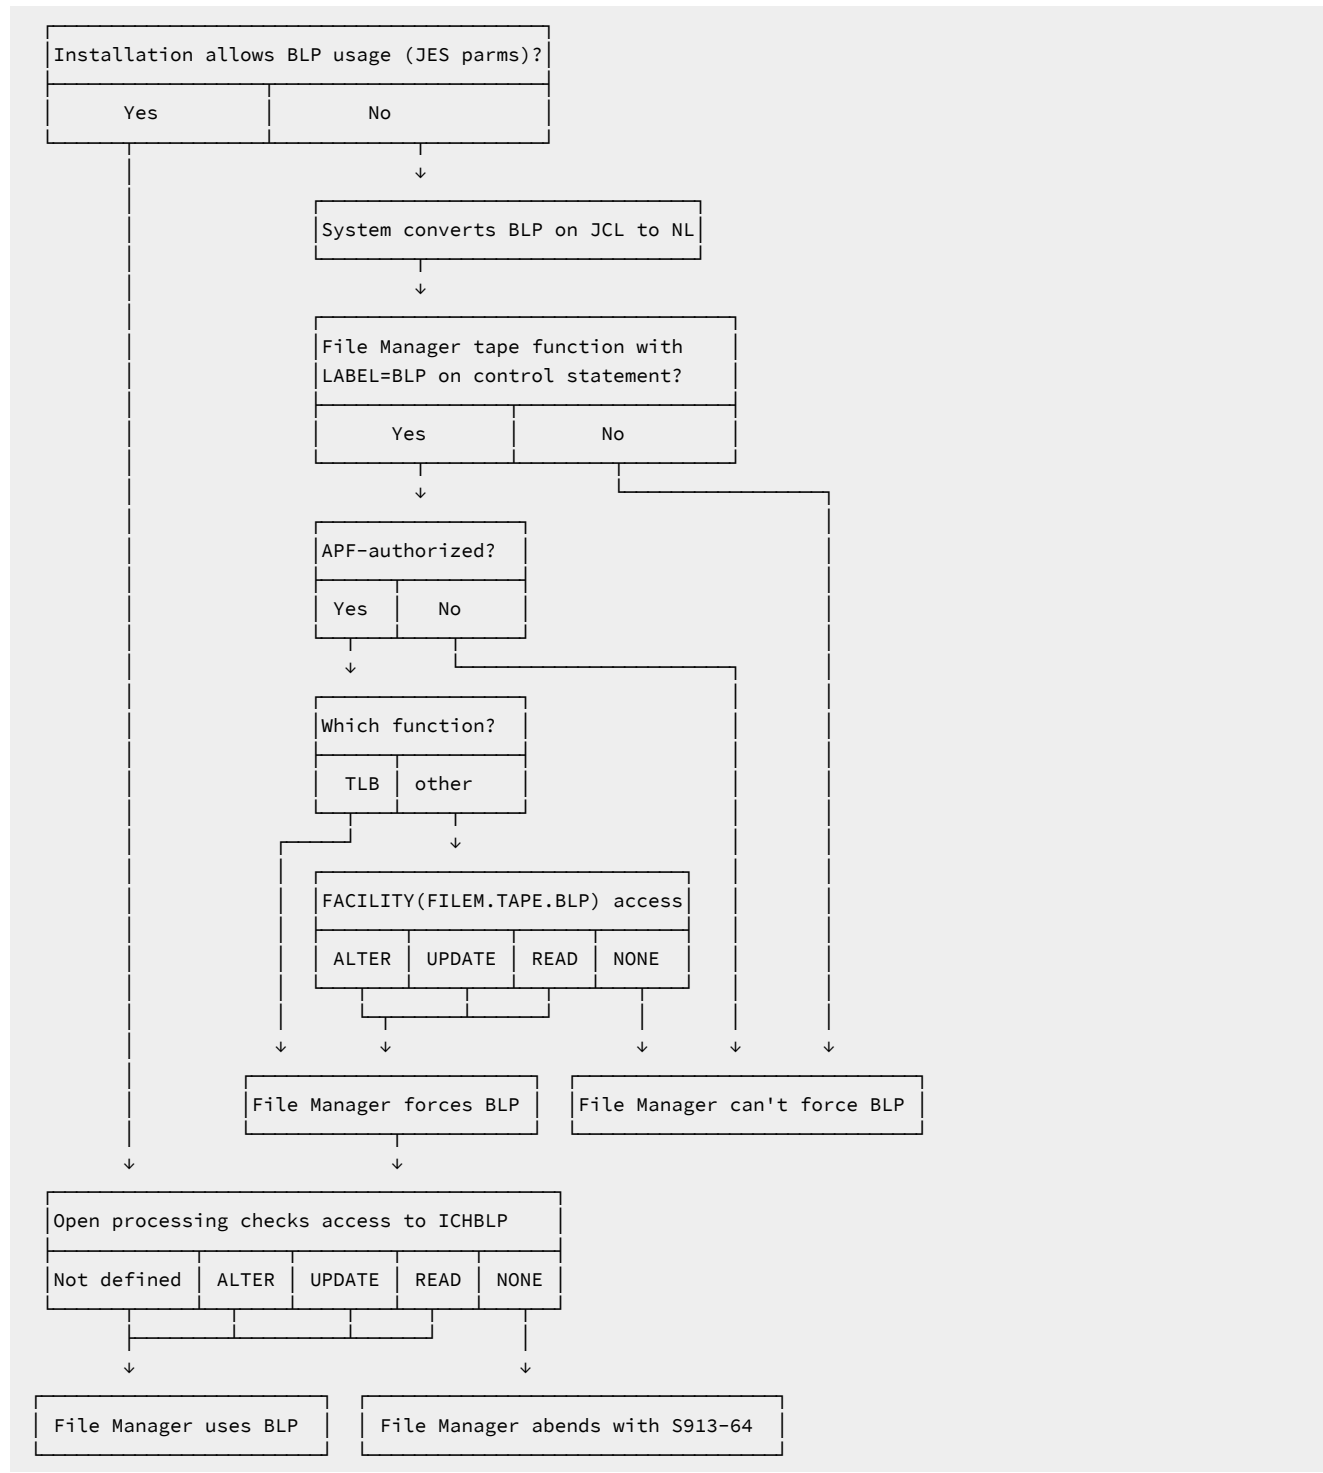 Installation allows BLP usage (JES parms)?
Yes No
System converts BLP on JCL to NL
File Manager tape function with
LABEL=BLP on control statement?
Yes No
APF-authorized?
Yes No
Which function?
TLB other
FACILITY(FILEM.TAPE.BLP) access
ALTER UPDATE READ NONE
File Manager forces BLP File Manager can't force BLP
Open processing checks access to ICHBLP
Not defined ALTER UPDATE READ NONE
File Manager uses BLP File Manager abends with S913-64